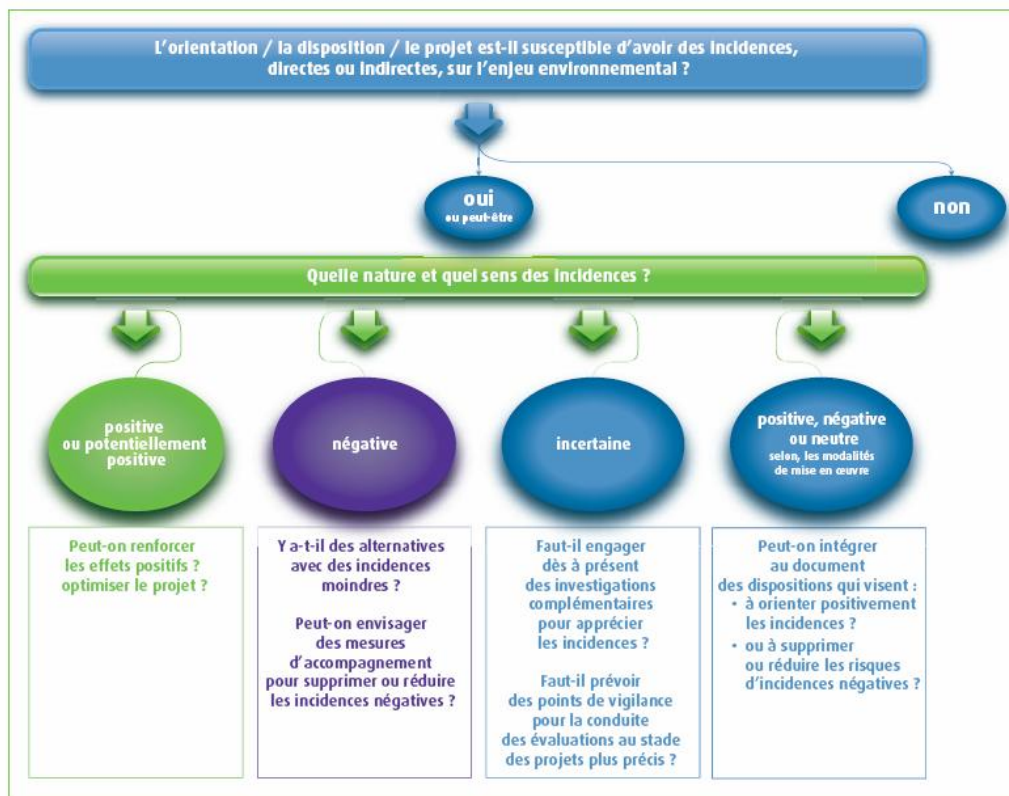 L'orientation / la disposition / le projet est-il susceptible d'avoir des incidences,
directes ou indirectes, sur l'enjeu environnemental ?
oui
ou peut-être
non
Quelle nature et quel sens des incidences ?
positive
ou potentiellement
positive
négative
incertaine
positive, négative
ou neutre
selon, les modalités
de mise en œuvre
Peut-on renforcer
les effets positifs ?
optimiser le projet ?
Y a-t-il des alternatives
avec des incidences
moindres ?
Peut-on envisager
des mesures
d'accompagnement
pour supprimer ou réduire
les incidences négatives ?
Faut-il engager
dès à présent
des investigations
complémentaires
pour apprécier
les incidences ?
Faut-il prévoir
des points de vigilance
pour la conduite
des évaluations au stade
des projets plus précis ?
Peut-on intégrer
au document
des dispositions qui visent :
• à orienter positivement
les incidences ?
• ou à supprimer
ou réduire les risques
d'incidences négatives ?